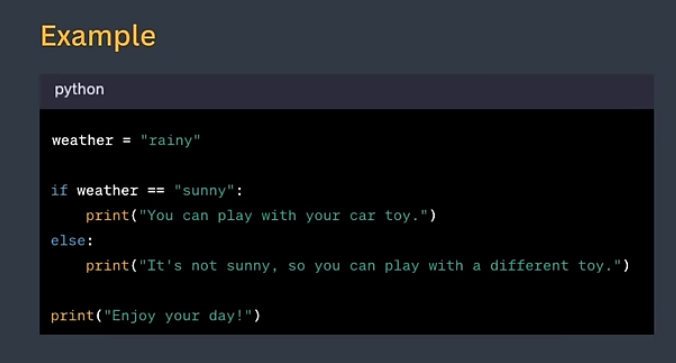 Example
python
weather = "rainy"
if weather == "sunny":
    print("You can play with your car toy.")
else:
    print("It's not sunny, so you can play with a different toy.")
print("Enjoy your day!")